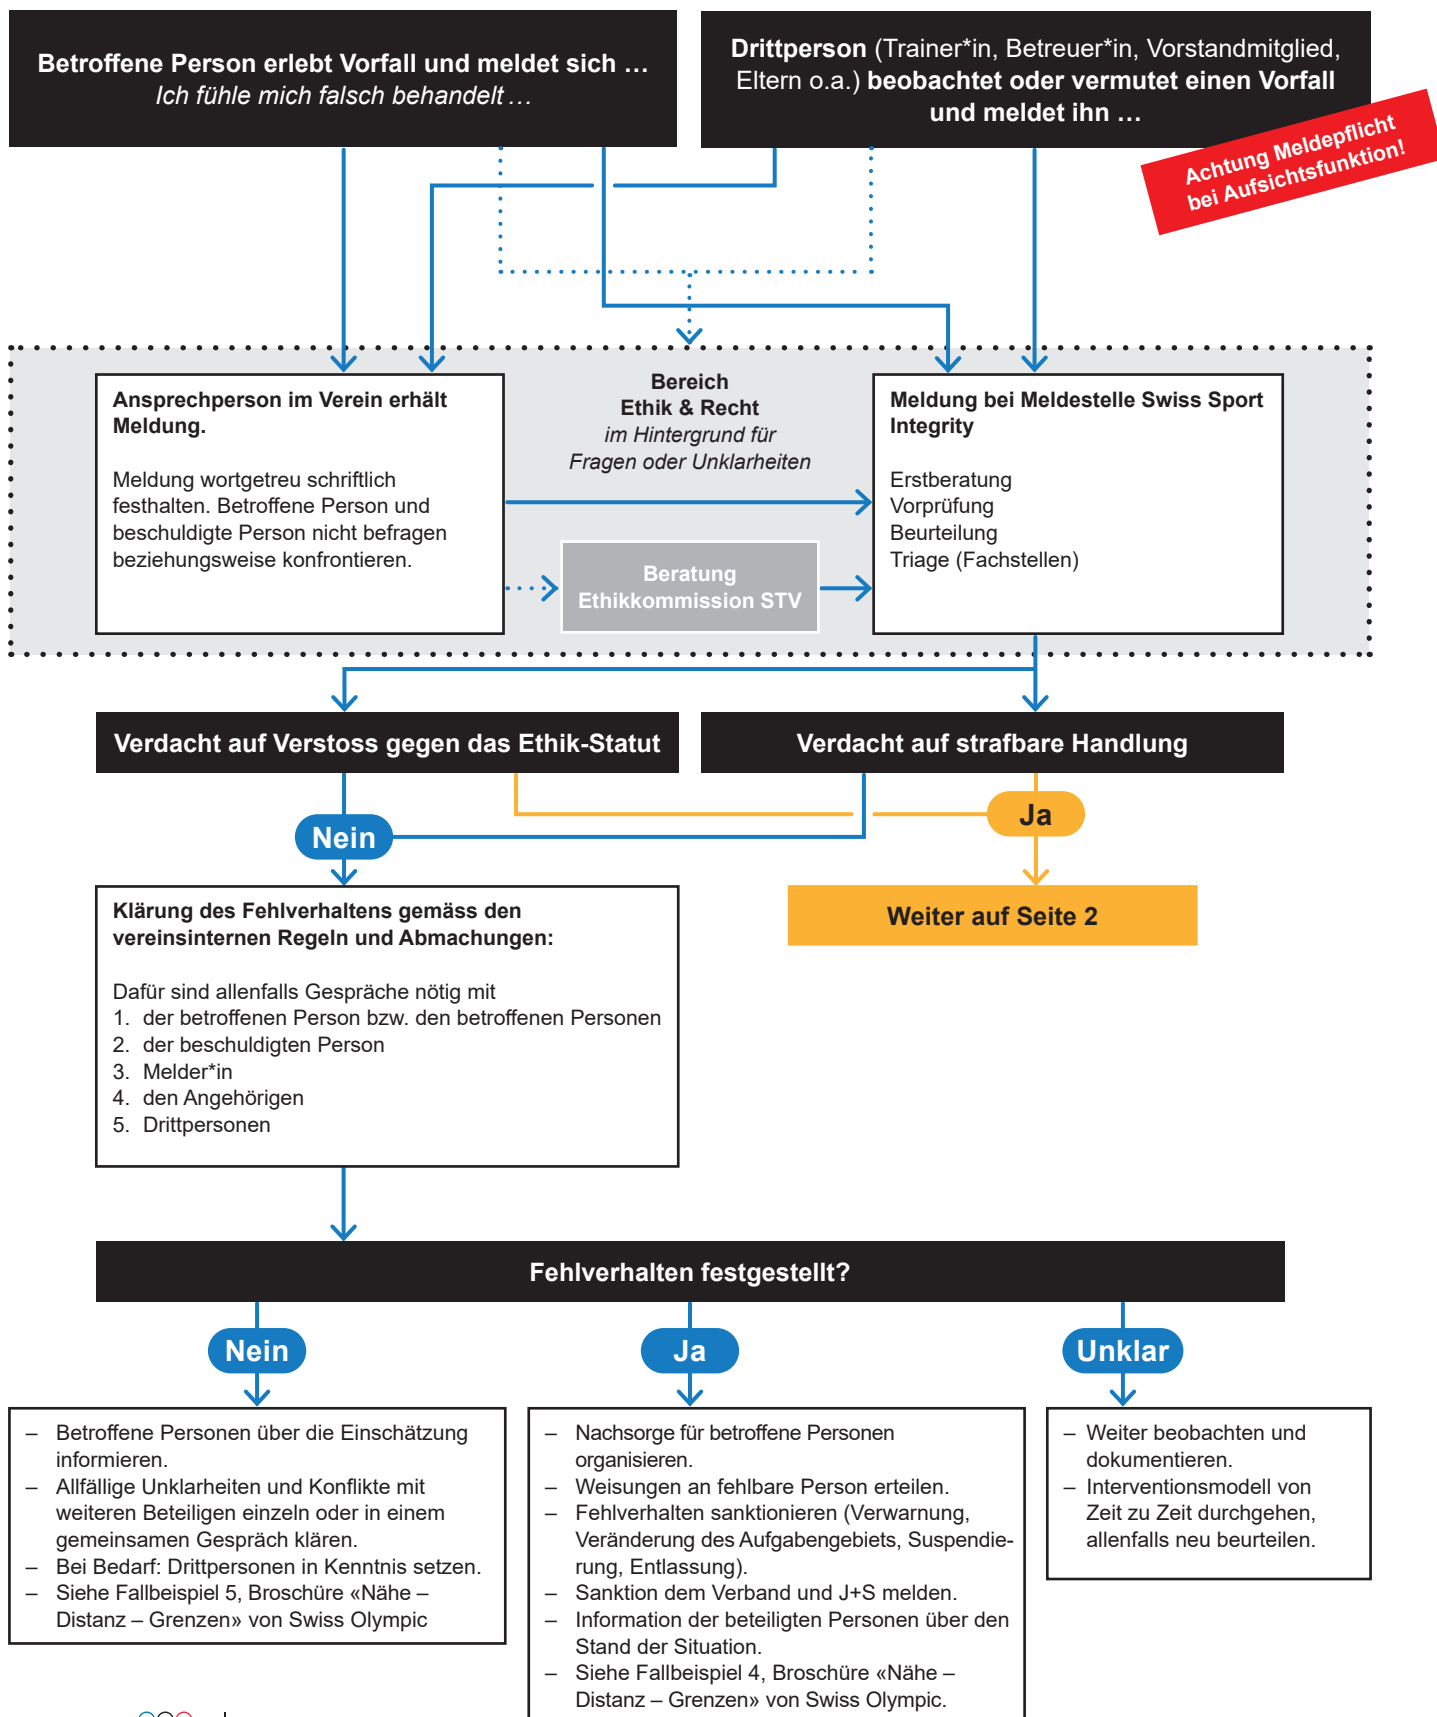 Betroffene Person erlebt Vorfall und meldet sich …
Ich fühle mich falsch behandelt …
Drittperson (Trainer*in, Betreuer*in, Vorstandmitglied,
Eltern o.a.) beobachtet oder vermutet einen Vorfall
und meldet ihn …
Achtung Meldepflicht
bei Aufsichtsfunktion!
Ansprechperson im Verein erhält
Meldung.
Meldung wortgetreu schriftlich
festhalten. Betroffene Person und
beschuldigte Person nicht befragen
beziehungsweise konfrontieren.
Bereich
Ethik & Recht
im Hintergrund für
Fragen oder Unklarheiten
Beratung
Ethikkommission STV
Meldung bei Meldestelle Swiss Sport
Integrity
Erstberatung
Vorprüfung
Beurteilung
Triage (Fachstellen)
Verdacht auf Verstoss gegen das Ethik-Statut
Verdacht auf strafbare Handlung
Nein
Ja
Klärung des Fehlverhaltens gemäss den
vereinsinternen Regeln und Abmachungen:
Dafür sind allenfalls Gespräche nötig mit
1. der betroffenen Person bzw. den betroffenen Personen
2. der beschuldigten Person
3. Melder*in
4. den Angehörigen
5. Drittpersonen
Weiter auf Seite 2
Fehlverhalten festgestellt?
Nein
Ja
Unklar
– Betroffene Personen über die Einschätzung
informieren.
– Allfällige Unklarheiten und Konflikte mit
weiteren Beteiligen einzeln oder in einem
gemeinsamen Gespräch klären.
– Bei Bedarf: Drittpersonen in Kenntnis setzen.
– Siehe Fallbeispiel 5, Broschüre «Nähe –
Distanz – Grenzen» von Swiss Olympic
– Nachsorge für betroffene Personen
organisieren.
– Weisungen an fehlbare Person erteilen.
– Fehlverhalten sanktionieren (Verwarnung,
Veränderung des Aufgabengebiets, Suspendie-
rung, Entlassung).
– Sanktion dem Verband und J+S melden.
– Information der beteiligten Personen über den
Stand der Situation.
– Siehe Fallbeispiel 4, Broschüre «Nähe –
Distanz – Grenzen» von Swiss Olympic.
– Weiter beobachten und
dokumentieren.
– Interventionsmodell von
Zeit zu Zeit durchgehen,
allenfalls neu beurteilen.